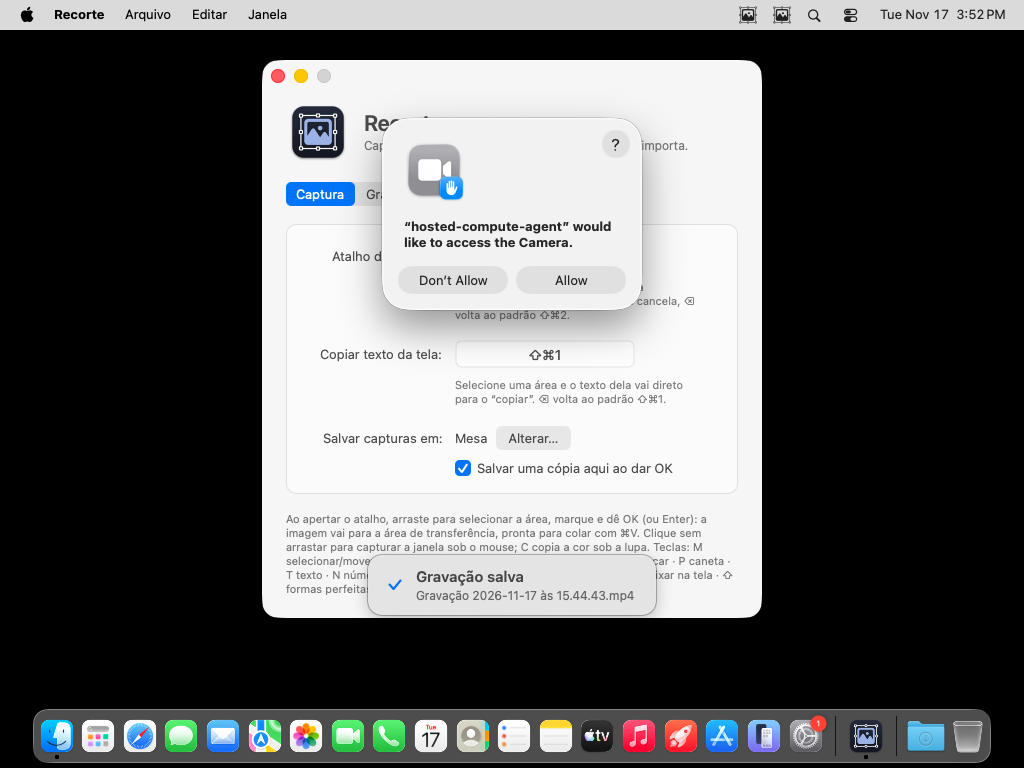 Recorte Arquivo Editar Janela Tue Nov 17 3:52 PM
importa.
Captura
?
“hosted-compute-agent” would
like to access the Camera.
Don’t Allow Allow
Atalho d
cancela, ⌫
volta ao padrão ⇧⌘2.
Copiar texto da tela: ⇧⌘1
Selecione uma área e o texto dela vai direto
para o “copiar”. ⌫ volta ao padrão ⇧⌘1.
Salvar capturas em: Mesa Alterar...
Salvar uma cópia aqui ao dar OK
Ao apertar o atalho, arraste para selecionar a área, marque e dê OK (ou Enter): a
imagem vai para a área de transferência, pronta para colar com ⌘V. Clique sem
arrastar para capturar a janela sob o mouse; C copia a cor sob a lupa. Teclas: M
selecionar/move car · P caneta ·
T texto · N núm ixar na tela · ⇧
formas perfeita
Gravação salva
Gravação 2026-11-17 às 15.44.43.mp4
Tue
17
tv
1